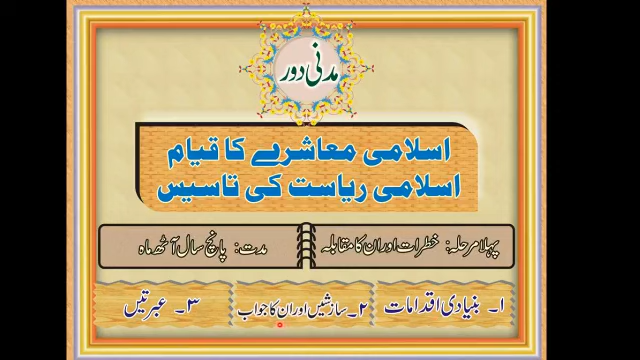 مدنی دور
اسلامی معاشرے کا قیام
اسلامی ریاست کی تاسیس
پہلا مرحلہ: خطرات اور ان کا مقابلہ
مدت: پانچ سال آٹھ ماہ
۱۔ بنیادی اقدامات
۲۔ سازشیں اور ان کا جواب
۳۔ عبرتیں